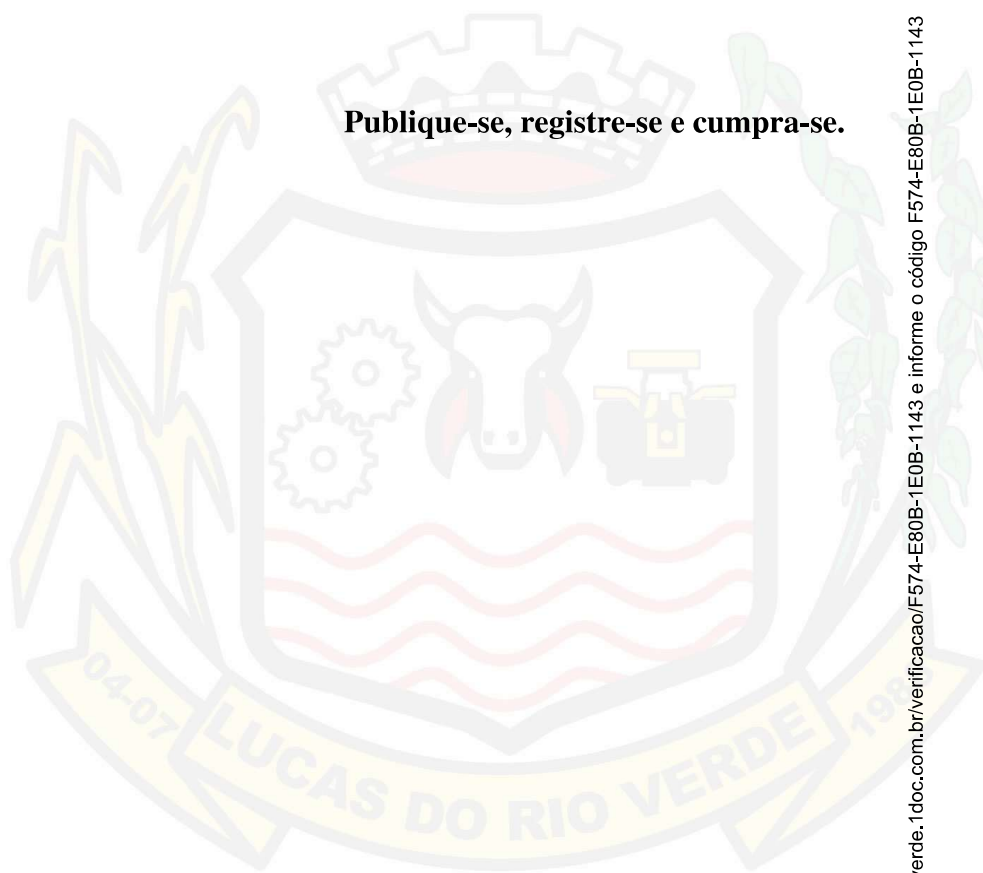 Publique-se, registre-se e cumpra-se.
04-07
LUCAS DO RIO VERDE
verde.1doc.com.br/verificacao/F574-E80B-1E0B-1143 e informe o código F574-E80B-1E0B-1143